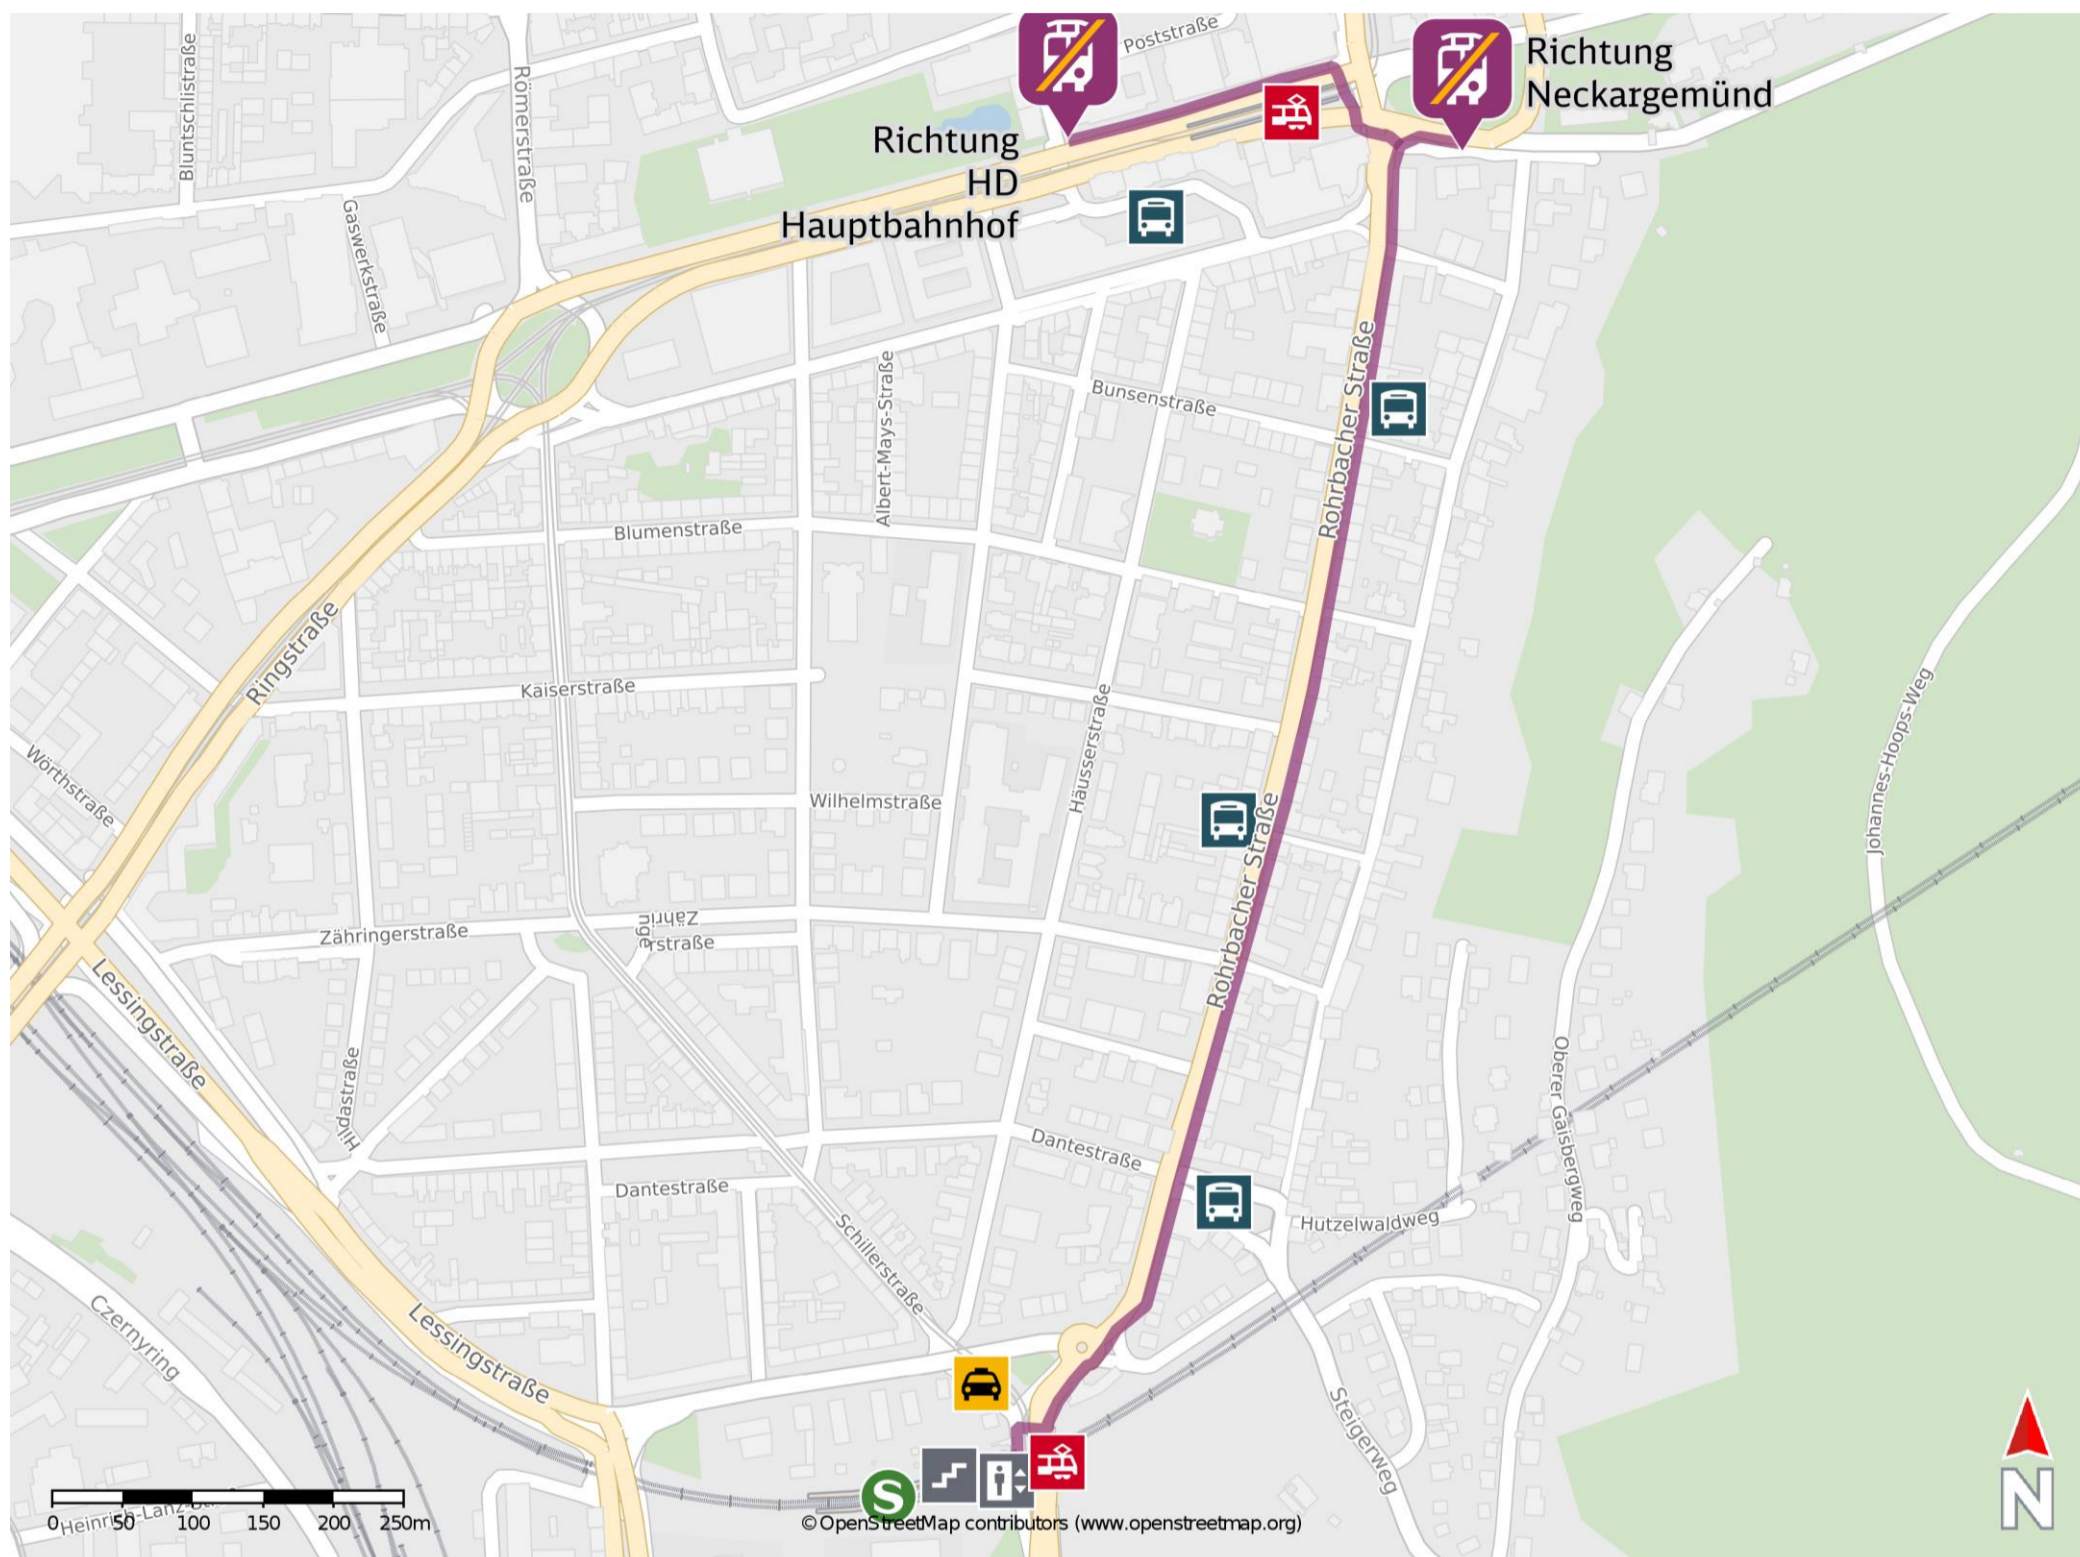 Poststraße
Richtung
Neckargemünd
Richtung
HD
Hauptbahnhof
Bluntschlistraße
Römerstraße
Gaswerkstraße
Rohrbacher Straße
Bunsenstraße
Albert-Mays-Straße
Blumenstraße
Ringstraße
Kaiserstraße
Häusserstraße
Johannes-Hoops-Weg
Wörthstraße
Wilhelmstraße
Rohrbacher Straße
Zähringerstraße
Zähringe
rstraße
Lessingstraße
Hildastraße
Oberer Gaisbergweg
Dantestraße
Dantestraße
Hutzelwaldweg
Schillerstraße
Czernyring
Lessingstraße
Steigerweg
S
N
0 50 100 150 200 250m
©OpenStreetMap contributors (www.openstreetmap.org)